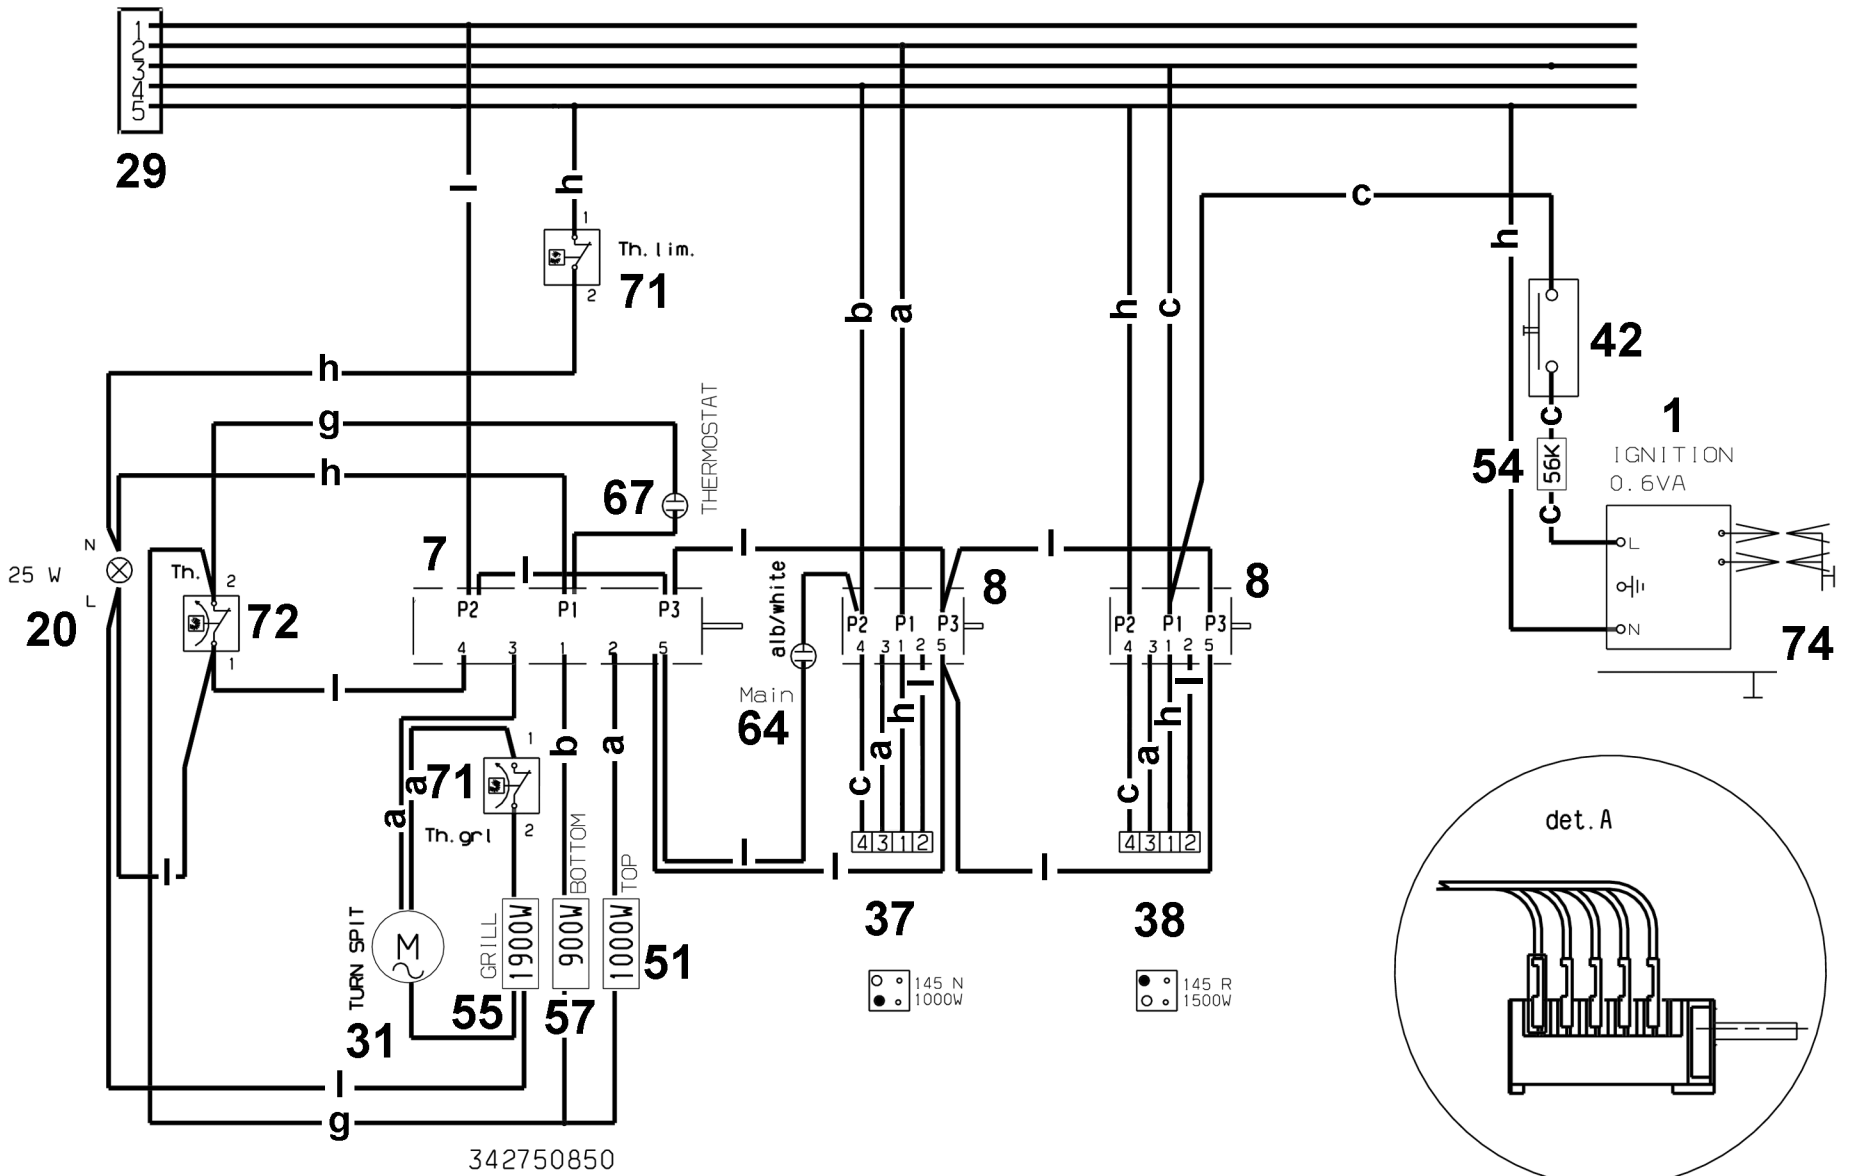 1
2
3
4
5
29
l
h
1
Th. lim.
2
71
b
a
h
c
c
h
42
c
54
56K
c
1
IGNITION
0.6VA
L
N
74
h
g
h
THERMOSTAT
67
N
25 W
L
20
Th.
2
72
1
7
l
l
l
P2 P1 P3
4 3 1 2 5
alb/white
8
P2 P1 P3
4 3 1 2 5
8
P2 P1 P3
4 3 1 2 5
l
Main
64
l
l
h
h
a
a
c
c
a
a
b
a
1
71
Th.grl
2
4 3 1 2
4 3 1 2
l
l
l
l
BOTTOM
TOP
TURN SPIT
M
GRILL
1900W
900W
1000W
51
55
57
31
37
38
145 N
1000W
145 R
1500W
l
g
det.A
342750850